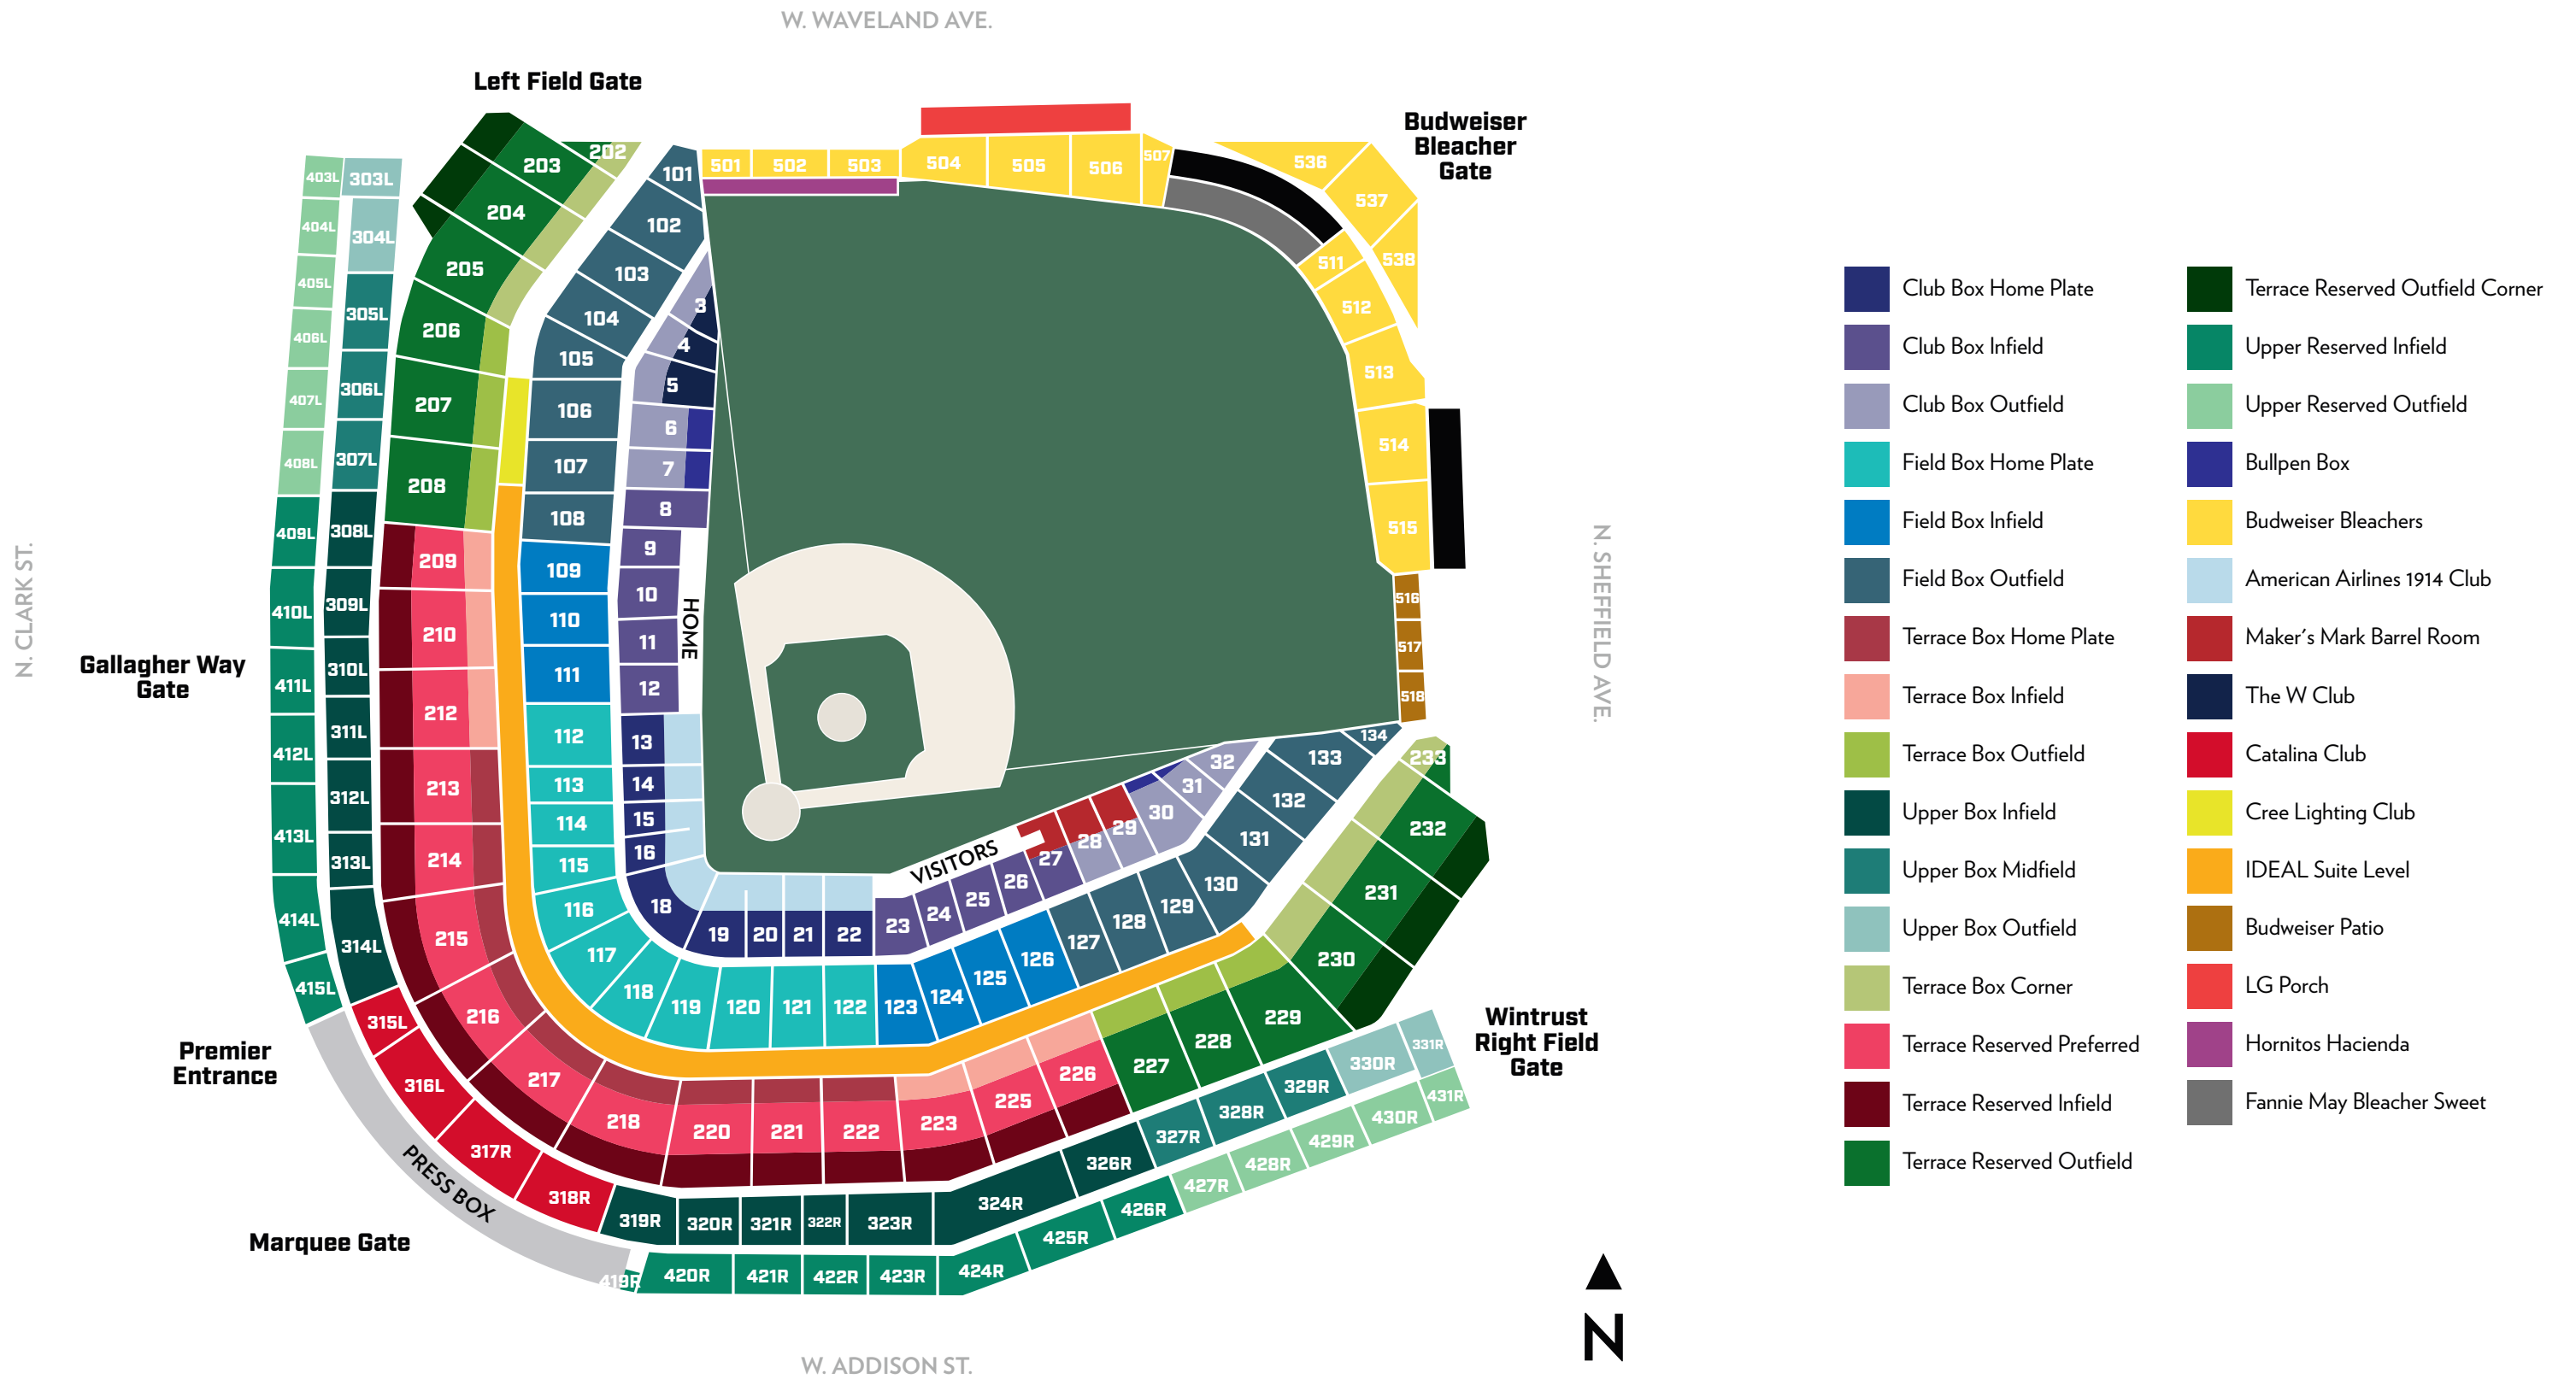 W. WAVELAND AVE.
Left Field Gate
Budweiser
Bleacher
Gate
N. CLARK ST.
Gallagher Way
Gate
Premier
Entrance
Marquee Gate
PRESS BOX
HOME
VISITORS
N. SHEFFIELD AVE.
Wintrust
Right Field
Gate
W. ADDISON ST.
N
403L
404L
405L
406L
407L
408L
409L
410L
411L
412L
413L
414L
415L
303L
304L
305L
306L
307L
308L
309L
310L
311L
312L
313L
314L
315L
316L
317R
318R
319R
320R
321R
322R
323R
324R
326R
327R
328R
329R
330R
331R
419R
420R
421R
422R
423R
424R
425R
426R
427R
428R
429R
430R
431R
202
203
204
205
206
207
208
209
210
212
213
214
215
216
217
218
220
221
222
223
225
226
227
228
229
230
231
232
233
101
102
103
104
105
106
107
108
109
110
111
112
113
114
115
116
117
118
119
120
121
122
123
124
125
126
127
128
129
130
131
132
133
134
3
4
5
6
7
8
9
10
11
12
13
14
15
16
18
19
20
21
22
23
24
25
26
27
28
29
30
31
32
501
502
503
504
505
506
507
536
537
538
511
512
513
514
515
516
517
518
Club Box Home Plate
Club Box Infield
Club Box Outfield
Field Box Home Plate
Field Box Infield
Field Box Outfield
Terrace Box Home Plate
Terrace Box Infield
Terrace Box Outfield
Upper Box Infield
Upper Box Midfield
Upper Box Outfield
Terrace Box Corner
Terrace Reserved Preferred
Terrace Reserved Infield
Terrace Reserved Outfield
Terrace Reserved Outfield Corner
Upper Reserved Infield
Upper Reserved Outfield
Bullpen Box
Budweiser Bleachers
American Airlines 1914 Club
Maker's Mark Barrel Room
The W Club
Catalina Club
Cree Lighting Club
IDEAL Suite Level
Budweiser Patio
LG Porch
Hornitos Hacienda
Fannie May Bleacher Sweet